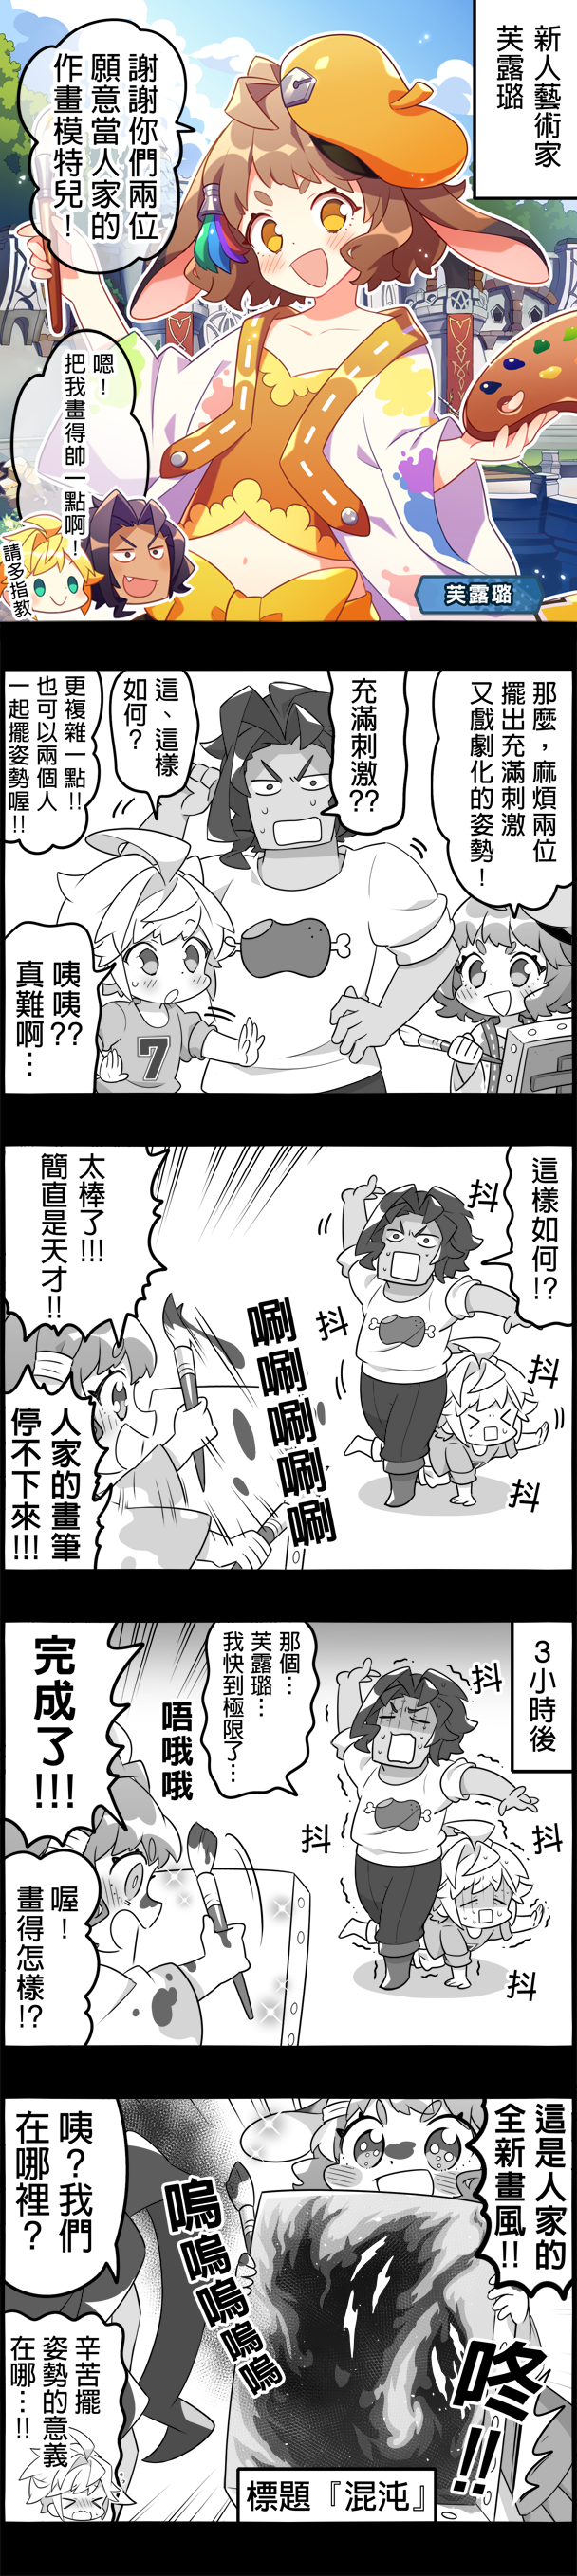 新人藝術家
芙露璐
謝謝你們兩位
願意當人家的
作畫模特兒！
嗯！
把我畫得帥一點啊！
請多指教
芙露璐
那麼，麻煩兩位
擺出充滿刺激
又戲劇化的姿勢！
充滿刺激??
這、這樣
如何？
更複雜一點!!
也可以兩個人
一起擺姿勢喔!!
咦咦??
真難啊…
7
這樣如何!?
抖
抖
抖
抖
太棒了!!!
簡直是天才!!
唰唰唰唰唰
人家的畫筆
停不下來!!!
3小時後
抖
抖
抖
抖
那個…
芙露璐…
我快到極限了…
唔哦哦
完成了!!!
喔！
畫得怎樣!?
這是人家的
全新畫風!!
咚!!
嗚嗚嗚嗚嗚
標題『混沌』
咦？我們
在哪裡？
辛苦擺
姿勢的意義
在哪…!!